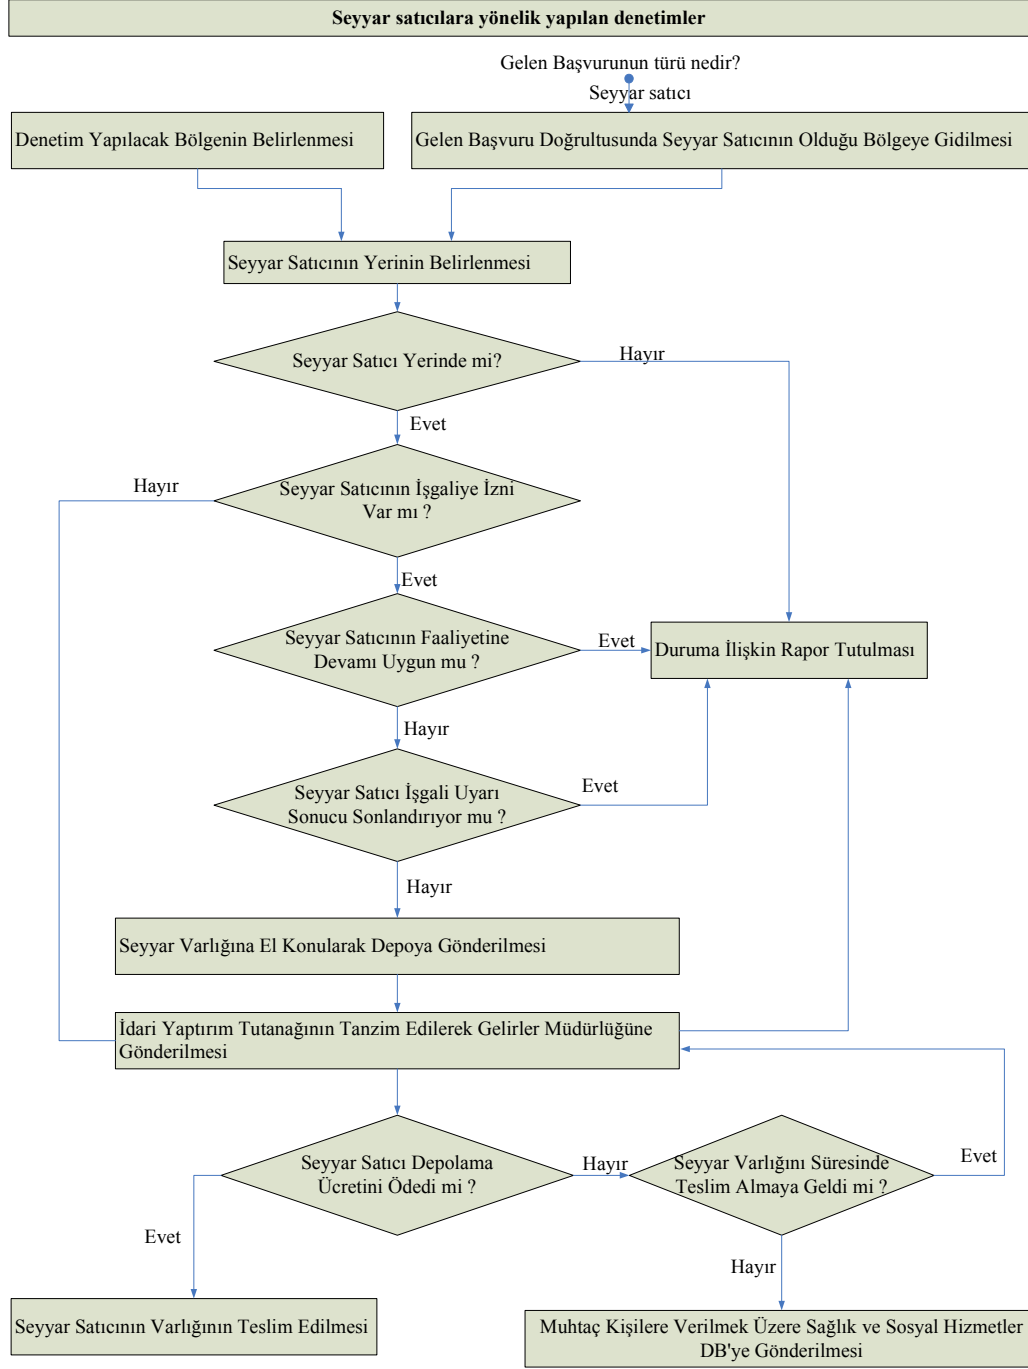 Seyyar satıcılara yönelik yapılan denetimler
Gelen Başvurunun türü nedir?
Seyyar satıcı
Denetim Yapılacak Bölgenin Belirlenmesi
Gelen Başvuru Doğrultusunda Seyyar Satıcının Olduğu Bölgeye Gidilmesi
Seyyar Satıcının Yerinin Belirlenmesi
Seyyar Satıcı Yerinde mi?
Hayır
Evet
Hayır
Seyyar Satıcının İşgaliye İzni
Var mı ?
Evet
Seyyar Satıcının Faaliyetine
Devamı Uygun mu ?
Evet
Duruma İlişkin Rapor Tutulması
Hayır
Seyyar Satıcı İşgali Uyarı
Sonucu Sonlandırıyor mu ?
Evet
Hayır
Seyyar Varlığına El Konularak Depoya Gönderilmesi
İdari Yaptırım Tutanağının Tanzim Edilerek Gelirler Müdürlüğüne
Gönderilmesi
Seyyar Satıcı Depolama
Ücretini Ödedi mi ?
Hayır
Seyyar Varlığını Süresinde
Teslim Almaya Geldi mi ?
Evet
Evet
Hayır
Seyyar Satıcının Varlığının Teslim Edilmesi
Muhtaç Kişilere Verilmek Üzere Sağlık ve Sosyal Hizmetler
DB'ye Gönderilmesi